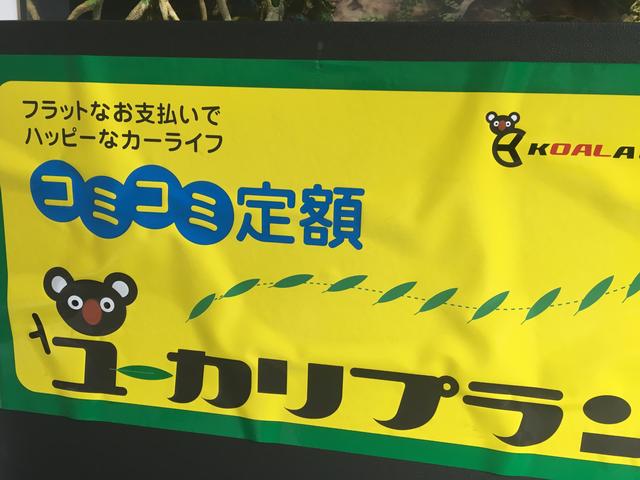 フラットなお支払いで
ハッピーなカーライフ
KOALA
コミコミ定額
ユーカリプラン